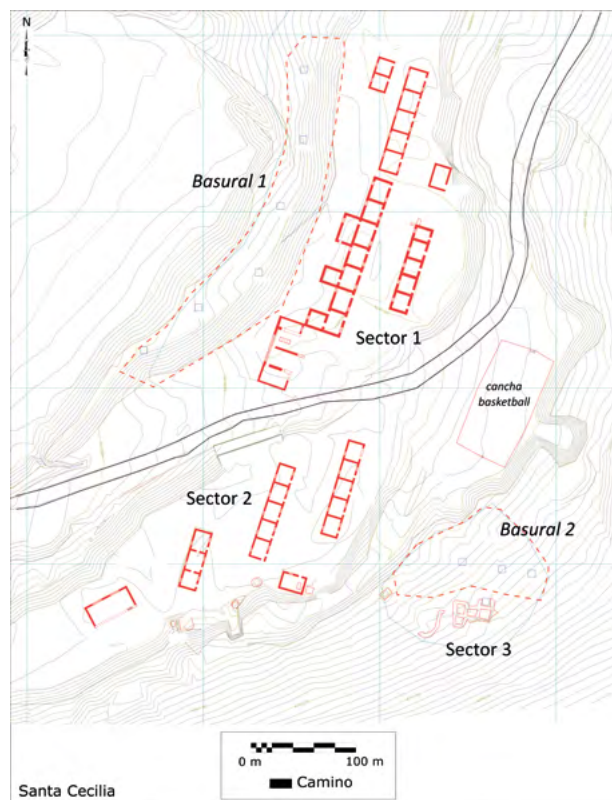 N
Basural 1
Sector 1
cancha
basketball
Sector 2
Basural 2
Sector 3
0 m
100 m
Camino
Santa Cecilia